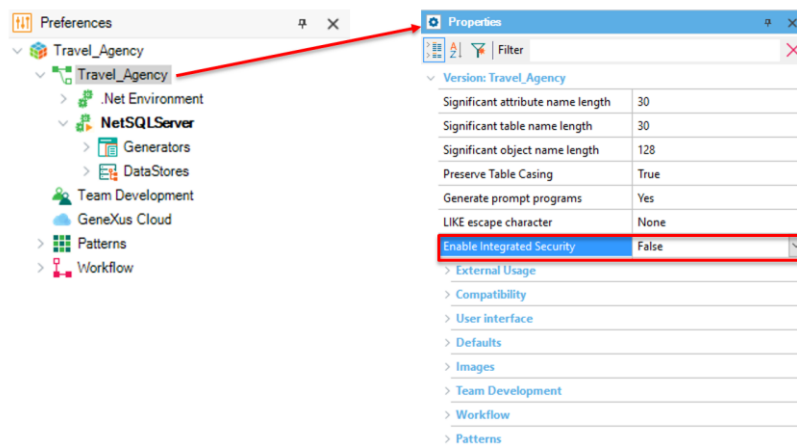 Preferences
Travel_Agency
Travel_Agency
.Net Environment
NetSQLServer
Generators
DataStores
Team Development
GeneXus Cloud
Patterns
Workflow
Properties
Filter
Version: Travel_Agency
Significant attribute name length 30
Significant table name length 30
Significant object name length 128
Preserve Table Casing True
Generate prompt programs Yes
LIKE escape character None
Enable Integrated Security False
External Usage
Compatibility
User interface
Defaults
Images
Team Development
Workflow
Patterns